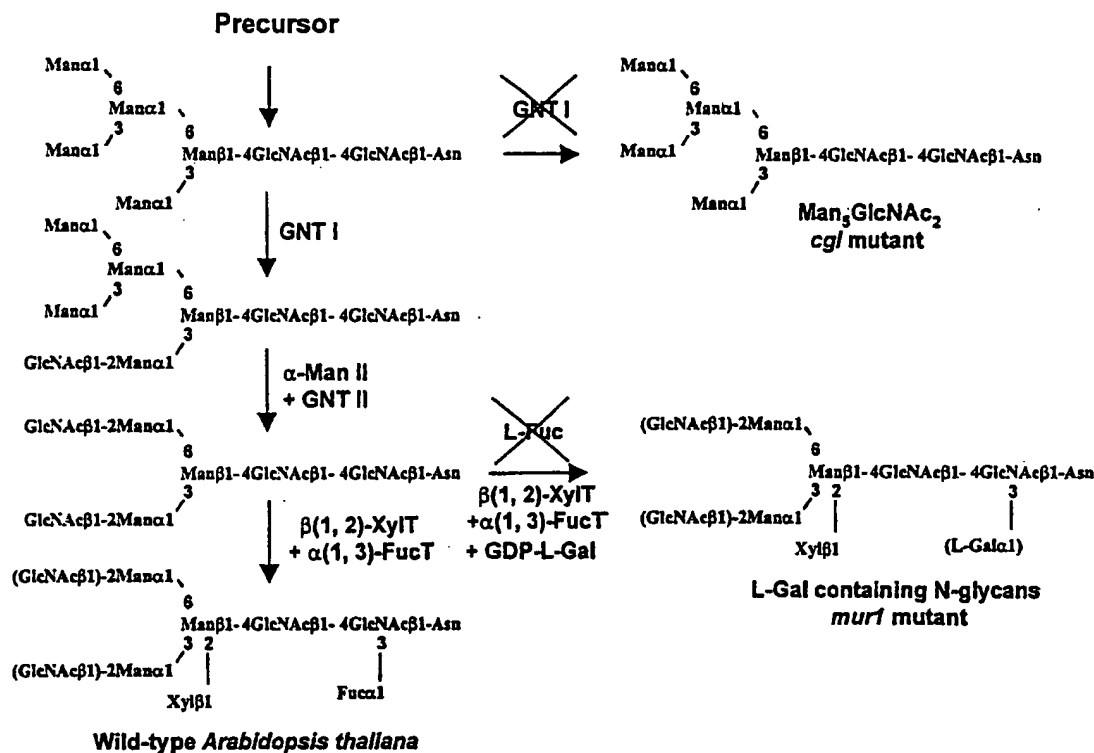 Precursor
Manα1
6
Manα1
3
6
Manα1
Manβ1-4GlcNAcβ1-4GlcNAcβ1-Asn
3
Manα1
GNT I
Manα1
6
Manα1
3
6
Manα1
Manβ1-4GlcNAcβ1-4GlcNAcβ1-Asn
3
Manα1
Man5GlcNAc2
cgl mutant
GNT I
Manα1
6
Manα1
3
6
Manα1
Manβ1-4GlcNAcβ1-4GlcNAcβ1-Asn
3
GlcNAcβ1-2Manα1
α-Man II
+ GNT II
GlcNAcβ1-2Manα1
6
Manβ1-4GlcNAcβ1-4GlcNAcβ1-Asn
3
GlcNAcβ1-2Manα1
L-Fuc
β(1, 2)-XylT
+α(1, 3)-FucT
+ GDP-L-Gal
(GlcNAcβ1)-2Manα1
6
Manβ1-4GlcNAcβ1-4GlcNAcβ1-Asn
3 2 3
(GlcNAcβ1)-2Manα1
Xylβ1
(L-Galα1)
L-Gal containing N-glycans
mur1 mutant
β(1, 2)-XylT
+ α(1, 3)-FucT
(GlcNAcβ1)-2Manα1
6
Manβ1-4GlcNAcβ1-4GlcNAcβ1-Asn
3 2 3
(GlcNAcβ1)-2Manα1
Xylβ1
Fucα1
Wild-type Arabidopsis thaliana